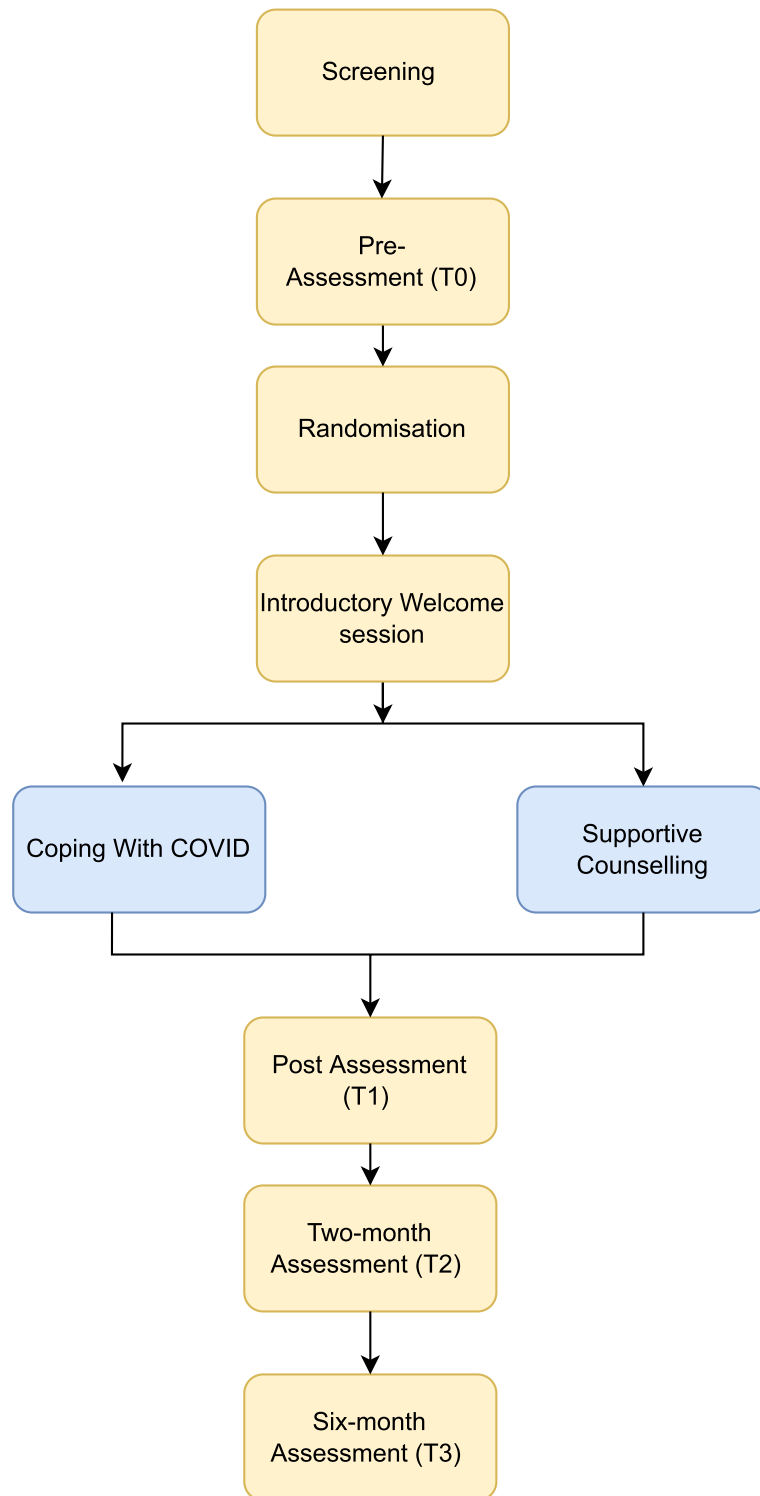 Screening
Pre-
Assessment (T0)
Randomisation
Introductory Welcome
session
Coping With COVID
Supportive
Counselling
Post Assessment
(T1)
Two-month
Assessment (T2)
Six-month
Assessment (T3)